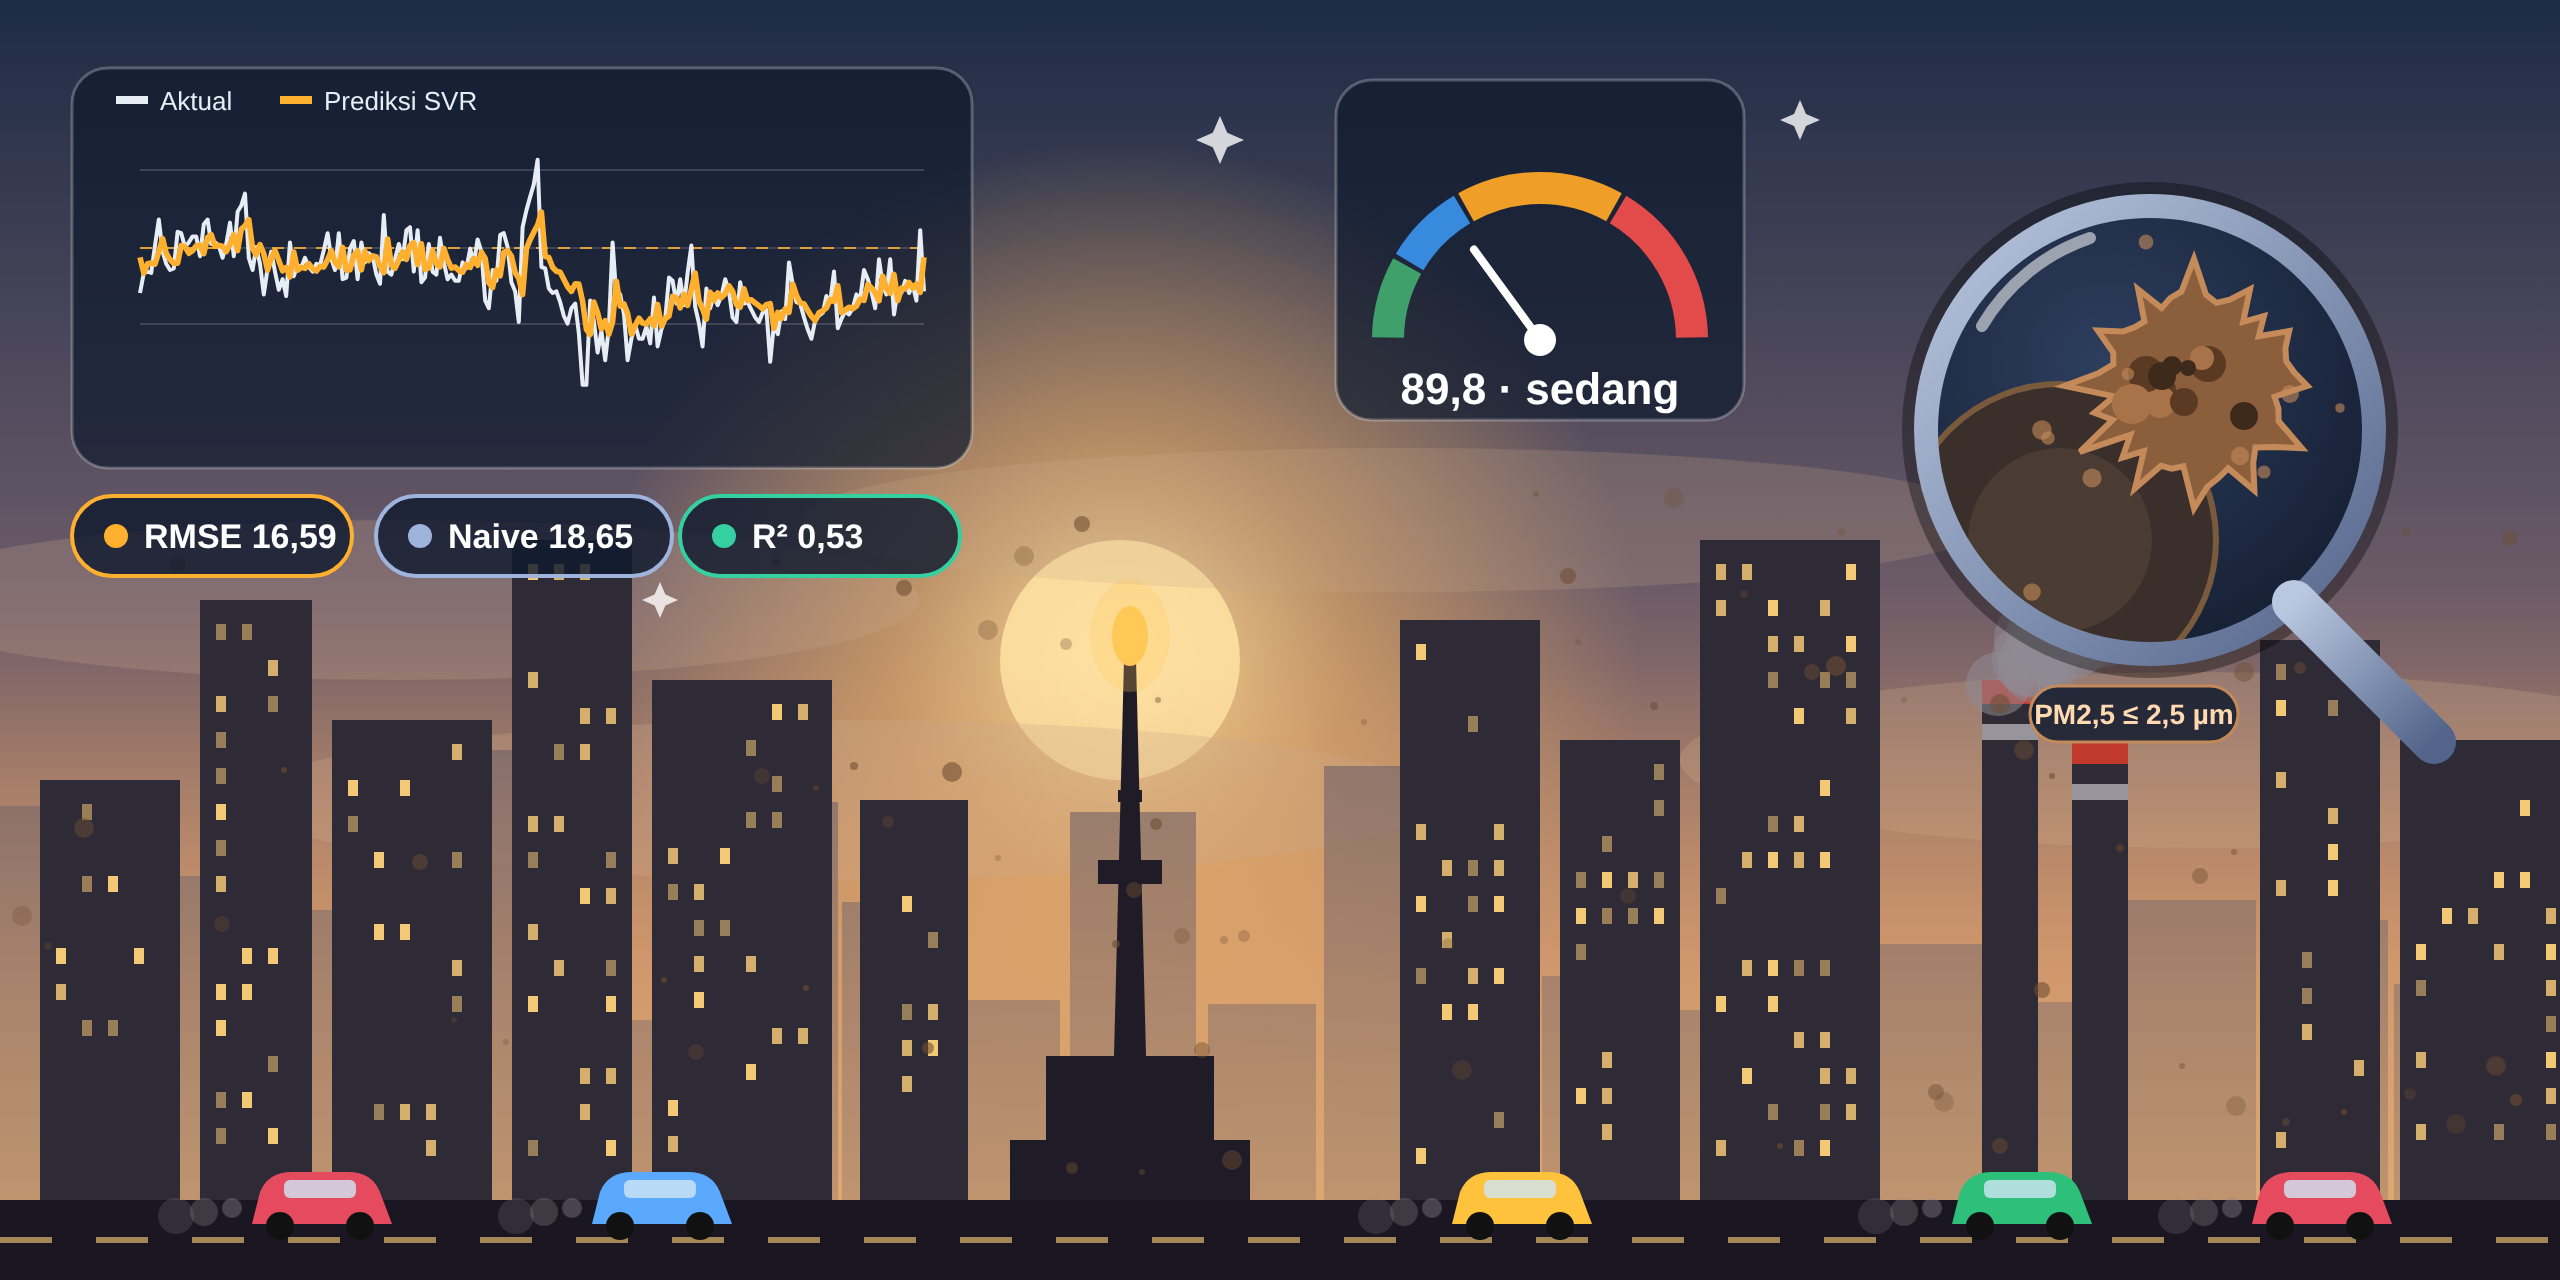 Aktual
Prediksi SVR
89,8 · sedang
RMSE 16,59
Naive 18,65
R² 0,53
PM2,5 ≤ 2,5 µm